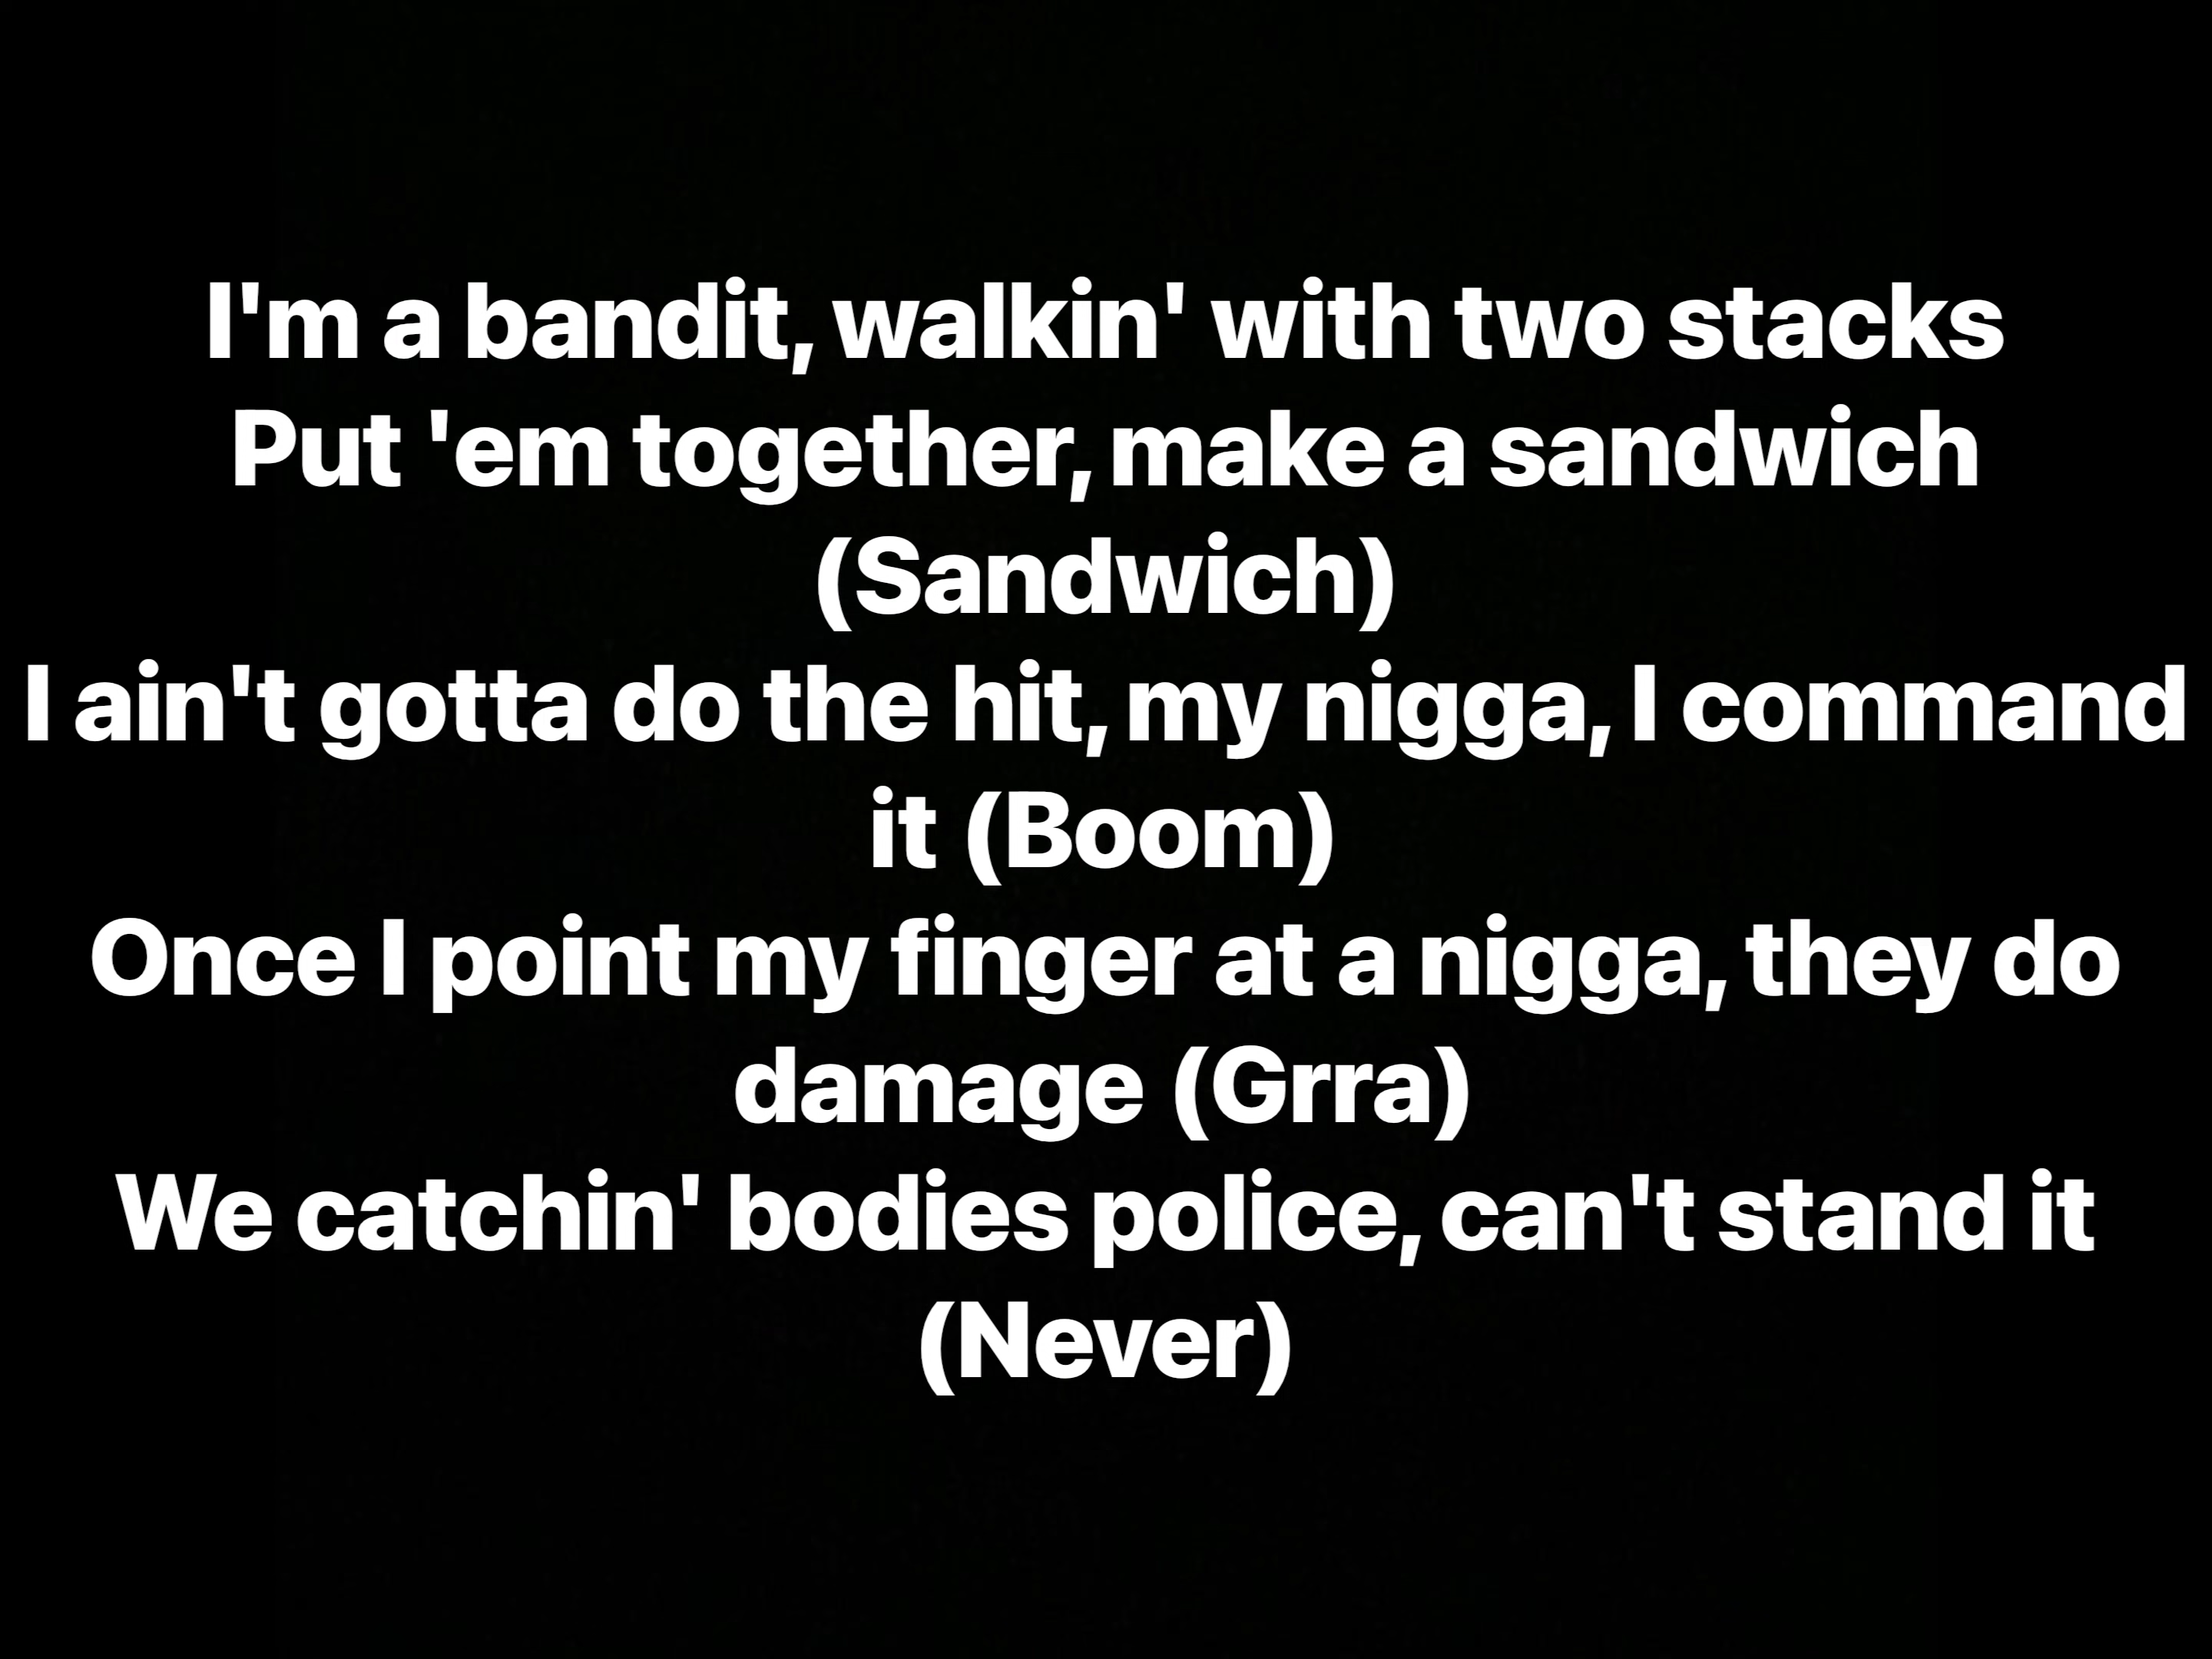 I'm a bandit, walkin' with two stacks
Put 'em together, make a sandwich
(Sandwich)
I ain't gotta do the hit, my nigga, I command
it (Boom)
Once I point my finger at a nigga, they do
damage (Grra)
We catchin' bodies police, can't stand it
(Never)